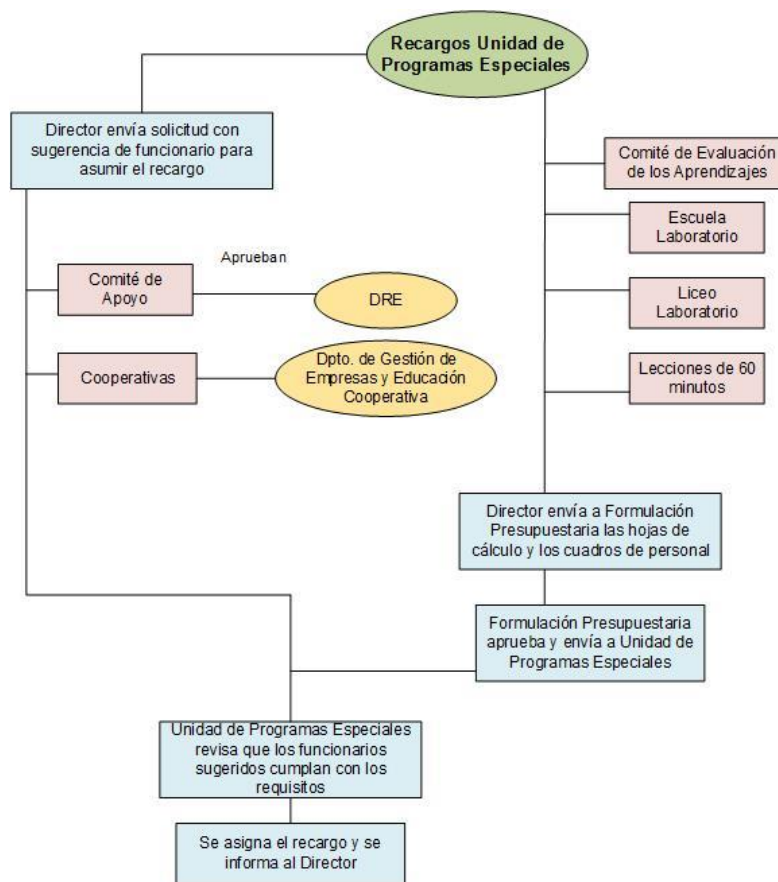 Recargos Unidad de
Programas Especiales
Director envía solicitud con
sugerencia de funcionario para
asumir el recargo
Comité de Evaluación
de los Aprendizajes
Escuela
Laboratorio
Aprueban
Comité de
Apoyo
DRE
Liceo
Laboratorio
Cooperativas
Dpto. de Gestión de
Empresas y Educación
Cooperativa
Lecciones de 60
minutos
Director envía a Formulación
Presupuestaria las hojas de
cálculo y los cuadros de personal
Formulación Presupuestaria
aprueba y envía a Unidad de
Programas Especiales
Unidad de Programas Especiales
revisa que los funcionarios
sugeridos cumplan con los
requisitos
Se asigna el recargo y se
informa al Director